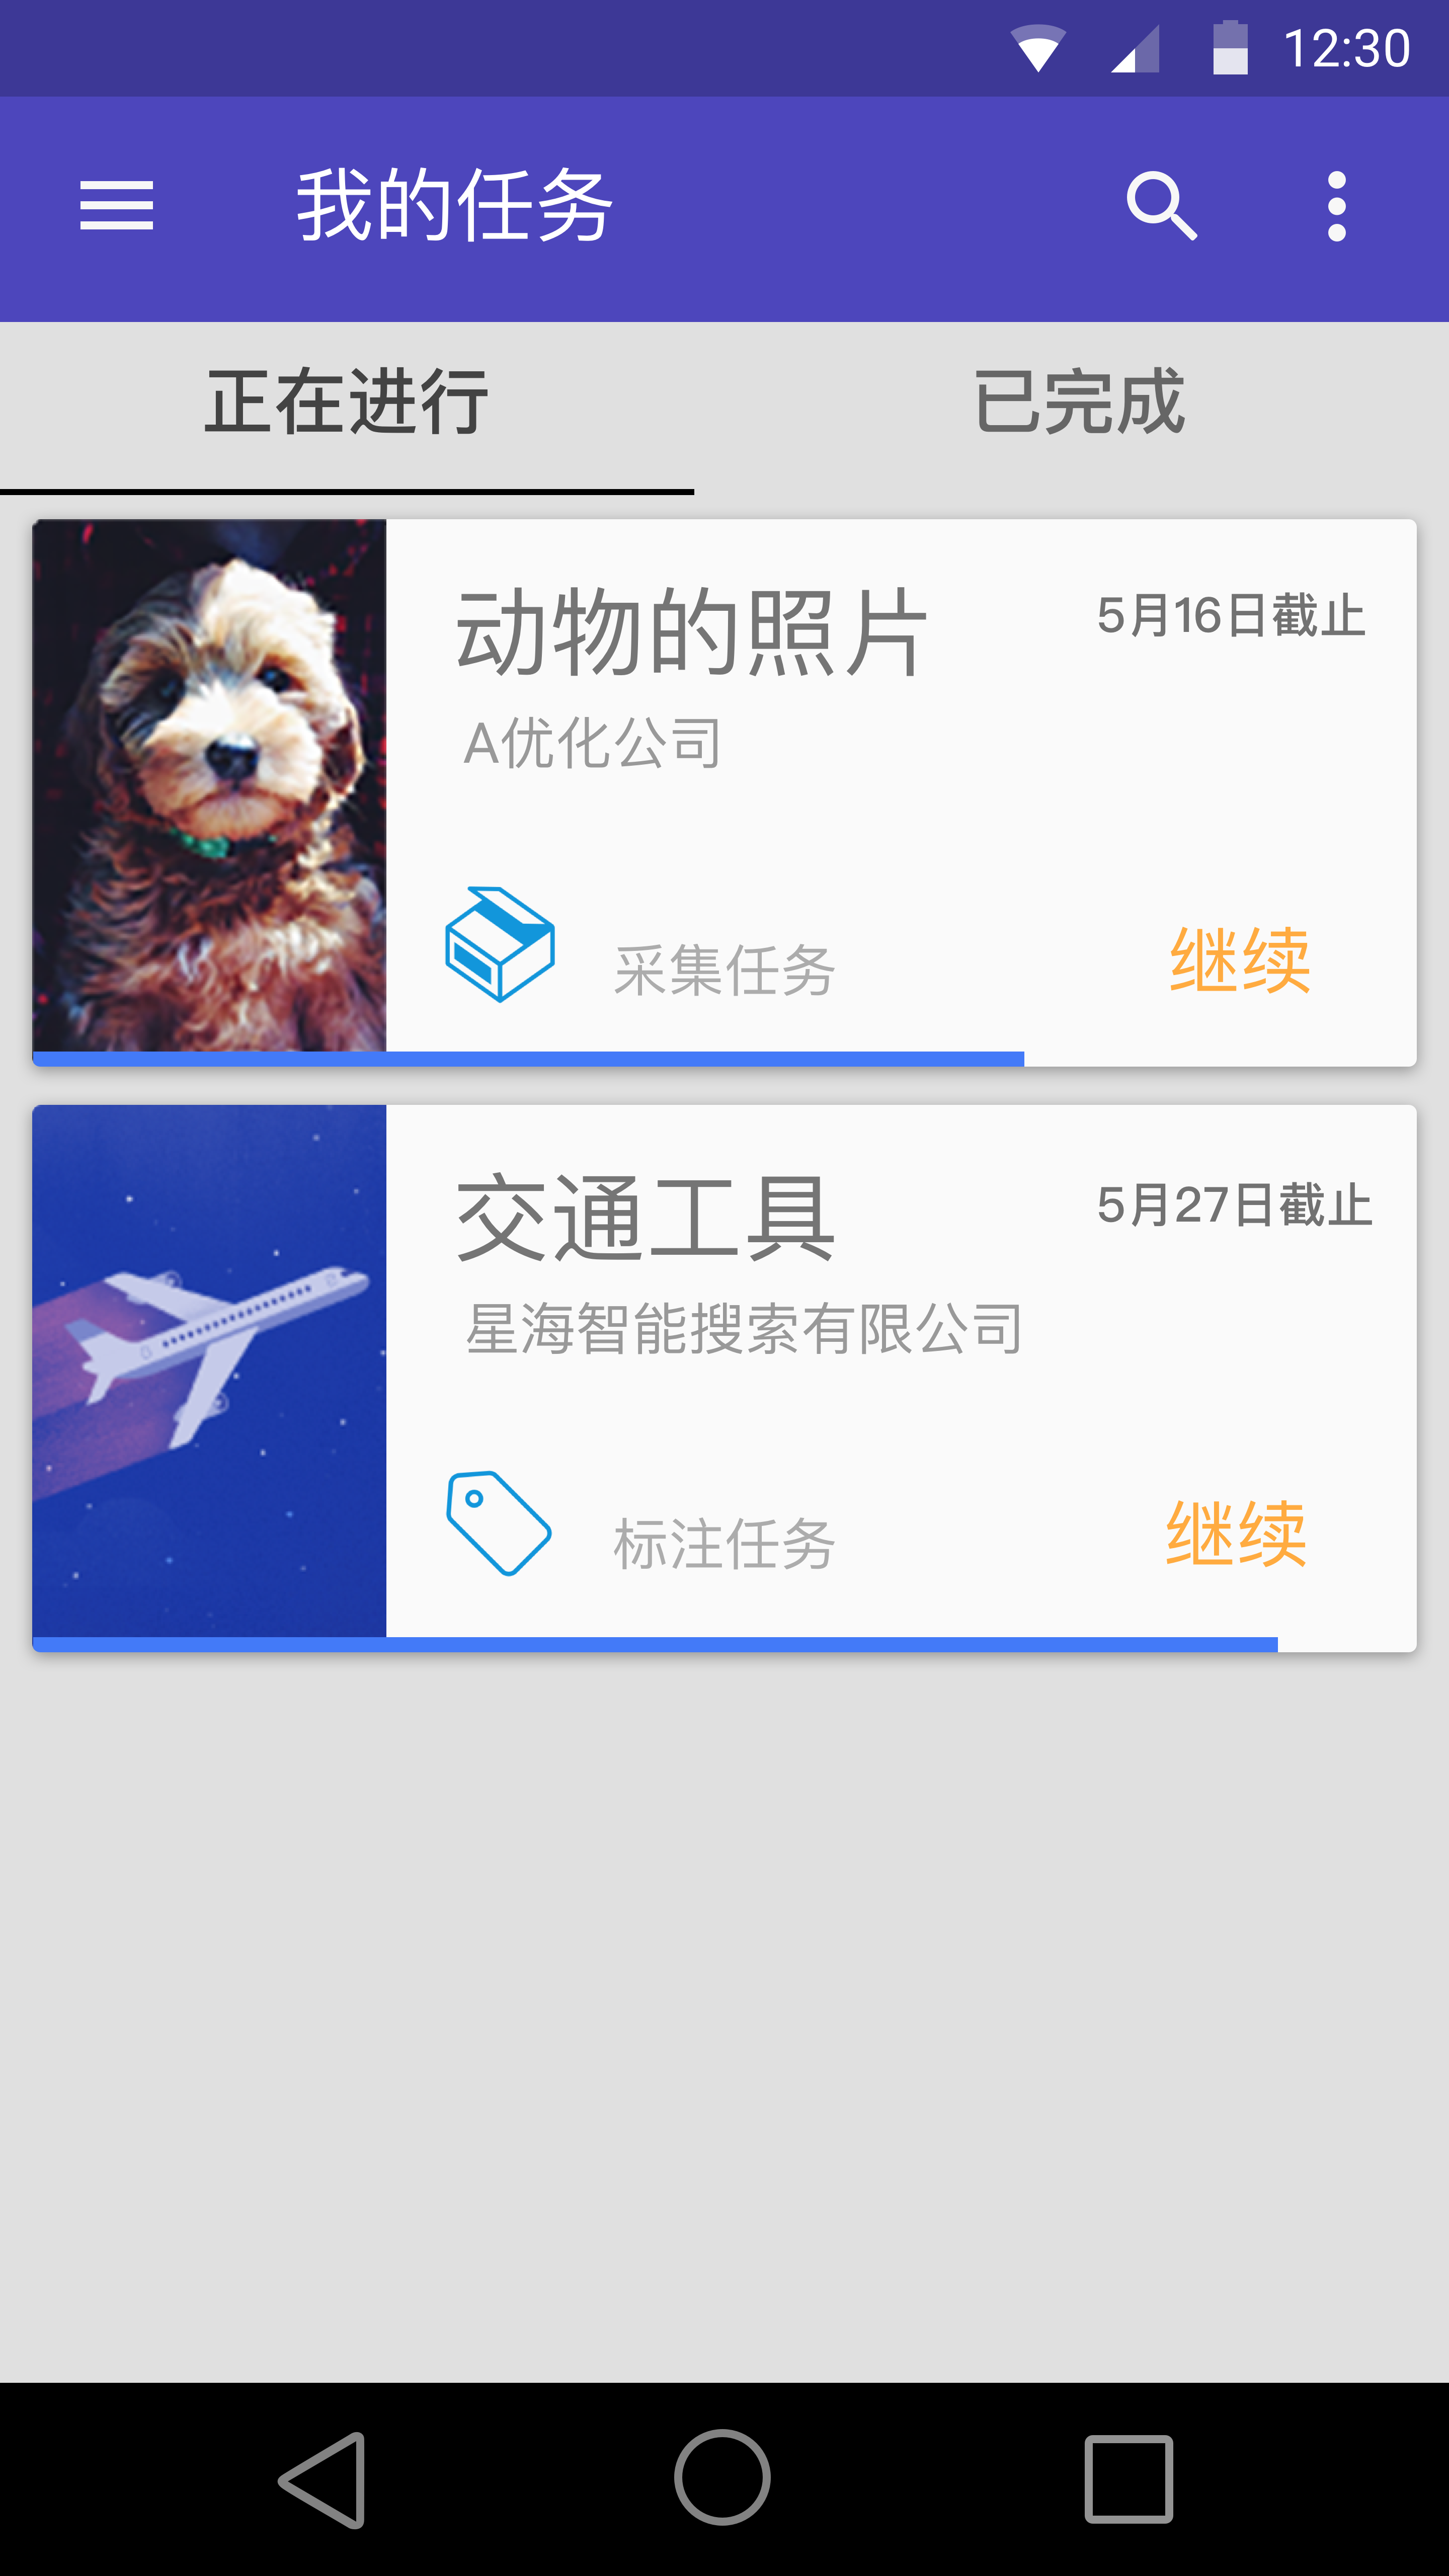 12:30
我的任务
正在进行
已完成
动物的照片
5月16日截止
A优化公司
采集任务
继续
交通工具
5月27日截止
星海智能搜索有限公司
标注任务
继续